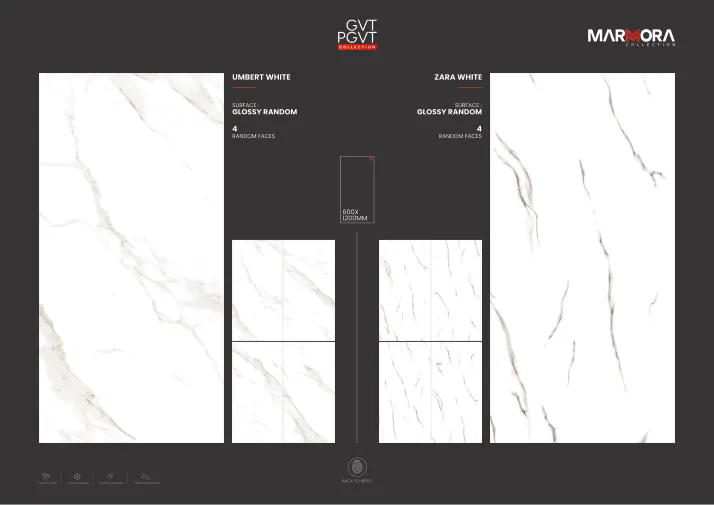 GVT
PGVT
COLLECTION
MARMORA
COLLECTION
UMBERT WHITE
SURFACE :
GLOSSY RANDOM
4
RANDOM FACES
ZARA WHITE
SURFACE :
GLOSSY RANDOM
4
RANDOM FACES
600X
1200MM
BACK TO INDEX